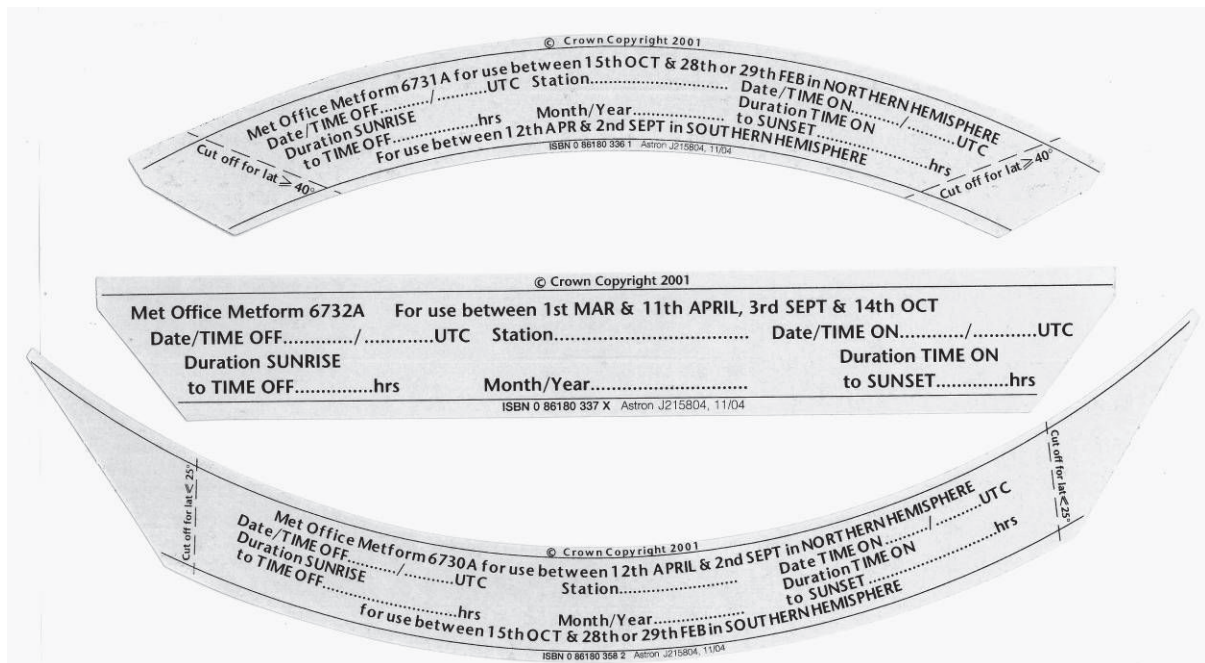 © Crown Copyright 2001
Met Office Metform 6731A for use between 15th OCT & 28th or 29th FEB in NORTHERN HEMISPHERE
Date/TIME OFF........../..........UTC Station.............................. Date/TIME ON........../..........UTC
Duration SUNRISE Duration TIME ON
to TIME OFF....................hrs Month/Year.................... to SUNSET....................hrs
For use between 12th APR & 2nd SEPT in SOUTHERN HEMISPHERE
ISBN 0 86180 336 1 Astron J215804, 11/04
Cut off for lat ⩾ 40°
Cut off for lat ⩾ 40°
© Crown Copyright 2001
Met Office Metform 6732A For use between 1st MAR & 11th APRIL, 3rd SEPT & 14th OCT
Date/TIME OFF............./.............UTC Station................................... Date/TIME ON............/............UTC
Duration SUNRISE Duration TIME ON
to TIME OFF..............hrs Month/Year............................ to SUNSET.............hrs
ISBN 0 86180 337 X Astron J215804, 11/04
Cut off for lat ⩽ 25°
Cut off for lat ⩽ 25°
© Crown Copyright 2001
Met Office Metform 6730A for use between 12th APRIL & 2nd SEPT in NORTHERN HEMISPHERE
Date/TIME OFF........../..........UTC Station........................... Date TIME ON........../..........UTC
Duration SUNRISE Duration TIME ON
to TIME OFF..........................hrs Month/Year.................... to SUNSET..........................hrs
for use between 15th OCT & 28th or 29th FEB in SOUTHERN HEMISPHERE
ISBN 0 86180 358 2 Astron J215804, 11/04